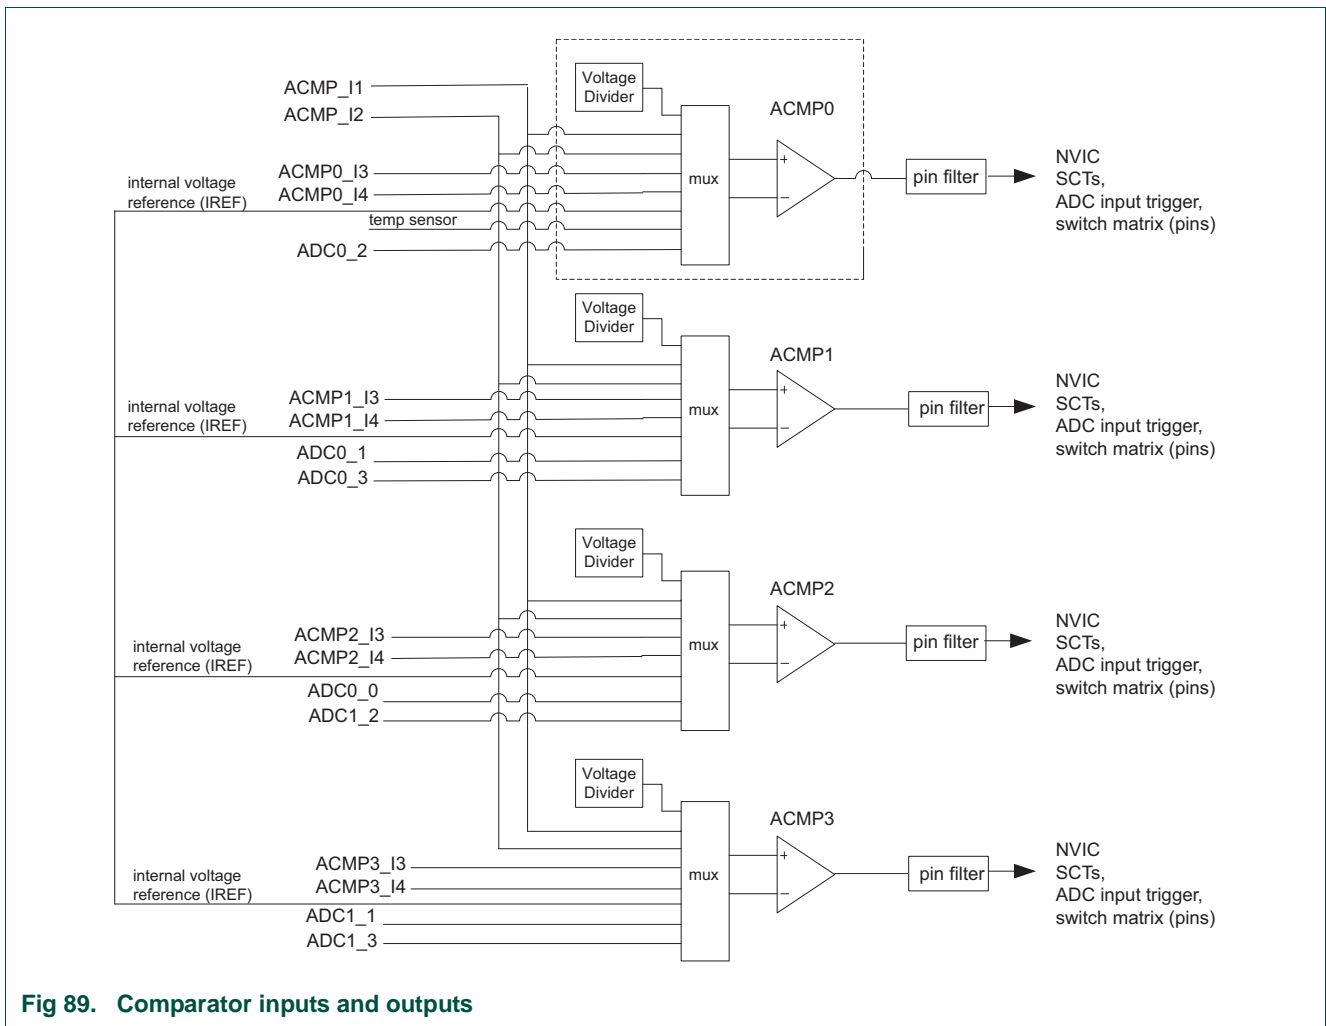 ACMP_I1
ACMP_I2
Voltage
Divider
ACMP0
internal voltage
reference (IREF)
ACMP0_I3
ACMP0_I4
temp sensor
ADC0_2
mux
+
−
pin filter
NVIC
SCTs,
ADC input trigger,
switch matrix (pins)
Voltage
Divider
ACMP1
internal voltage
reference (IREF)
ACMP1_I3
ACMP1_I4
ADC0_1
ADC0_3
mux
+
−
pin filter
NVIC
SCTs,
ADC input trigger,
switch matrix (pins)
Voltage
Divider
ACMP2
internal voltage
reference (IREF)
ACMP2_I3
ACMP2_I4
ADC0_0
ADC1_2
mux
+
−
pin filter
NVIC
SCTs,
ADC input trigger,
switch matrix (pins)
Voltage
Divider
ACMP3
internal voltage
reference (IREF)
ACMP3_I3
ACMP3_I4
ADC1_1
ADC1_3
mux
+
−
pin filter
NVIC
SCTs,
ADC input trigger,
switch matrix (pins)
Fig 89. Comparator inputs and outputs